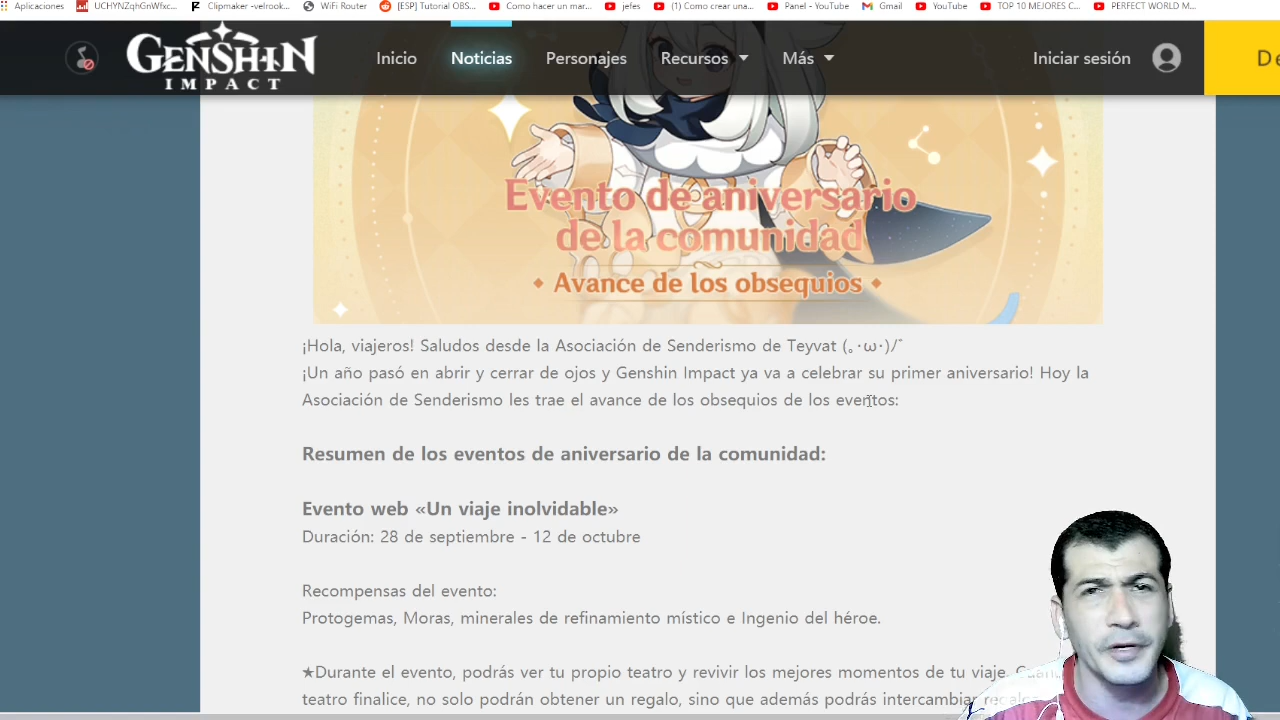 Aplicaciones UCHYNZqhGnWfxc... Clipmaker -velrook... WiFi Router [ESP] Tutorial OBS... Como hacer un mar... jefes (1) Como crear una... Panel - YouTube Gmail YouTube TOP 10 MEJORES C... PERFECT WORLD M...
GENSHIN
IMPACT
Inicio Noticias Personajes Recursos Más Iniciar sesión De
Evento de aniversario
de la comunidad
Avance de los obsequios
¡Hola, viajeros! Saludos desde la Asociación de Senderismo de Teyvat (｡･ω･)/ﾞ
¡Un año pasó en abrir y cerrar de ojos y Genshin Impact ya va a celebrar su primer aniversario! Hoy la
Asociación de Senderismo les trae el avance de los obsequios de los eventos:
Resumen de los eventos de aniversario de la comunidad:
Evento web «Un viaje inolvidable»
Duración: 28 de septiembre - 12 de octubre
Recompensas del evento:
Protogemas, Moras, minerales de refinamiento místico e Ingenio del héroe.
★Durante el evento, podrás ver tu propio teatro y revivir los mejores momentos de tu viaje.
teatro finalice, no solo podrán obtener un regalo, sino que además podrás intercambiar